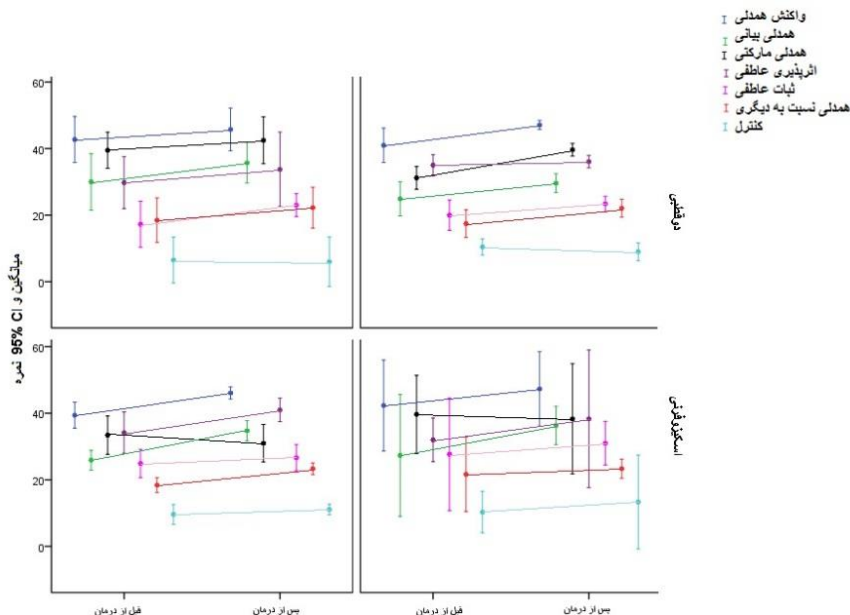 واکنش همدلی
همدلی بیانی
همدلی مارکتی
اثرپذیری عاطفی
ثبات عاطفی
همدلی نسبت به دیگری
کنترل
میانگین و 95% CI نمره
60
40
20
0
دوقطبی
60
40
20
0
اسکیزوفرنی
قبل از درمان
پس از درمان
قبل از درمان
پس از درمان